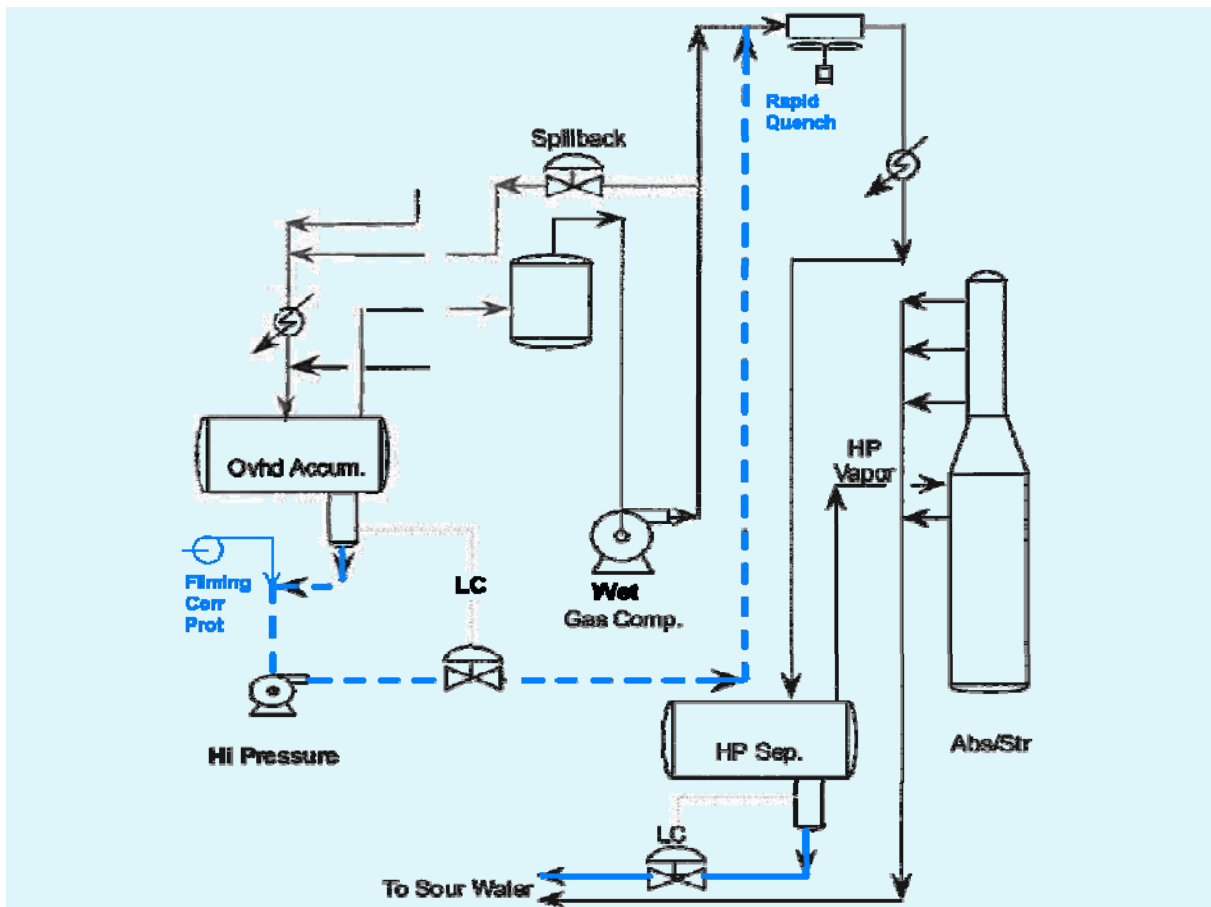 Rapid
Quench
Spillback
HP
Vapor
Ovhd Accum.
Filming
Corr
Prot
LC
Wet
Gas Comp.
Hi Pressure
HP Sep.
Abs/Str
LC
To Sour Water